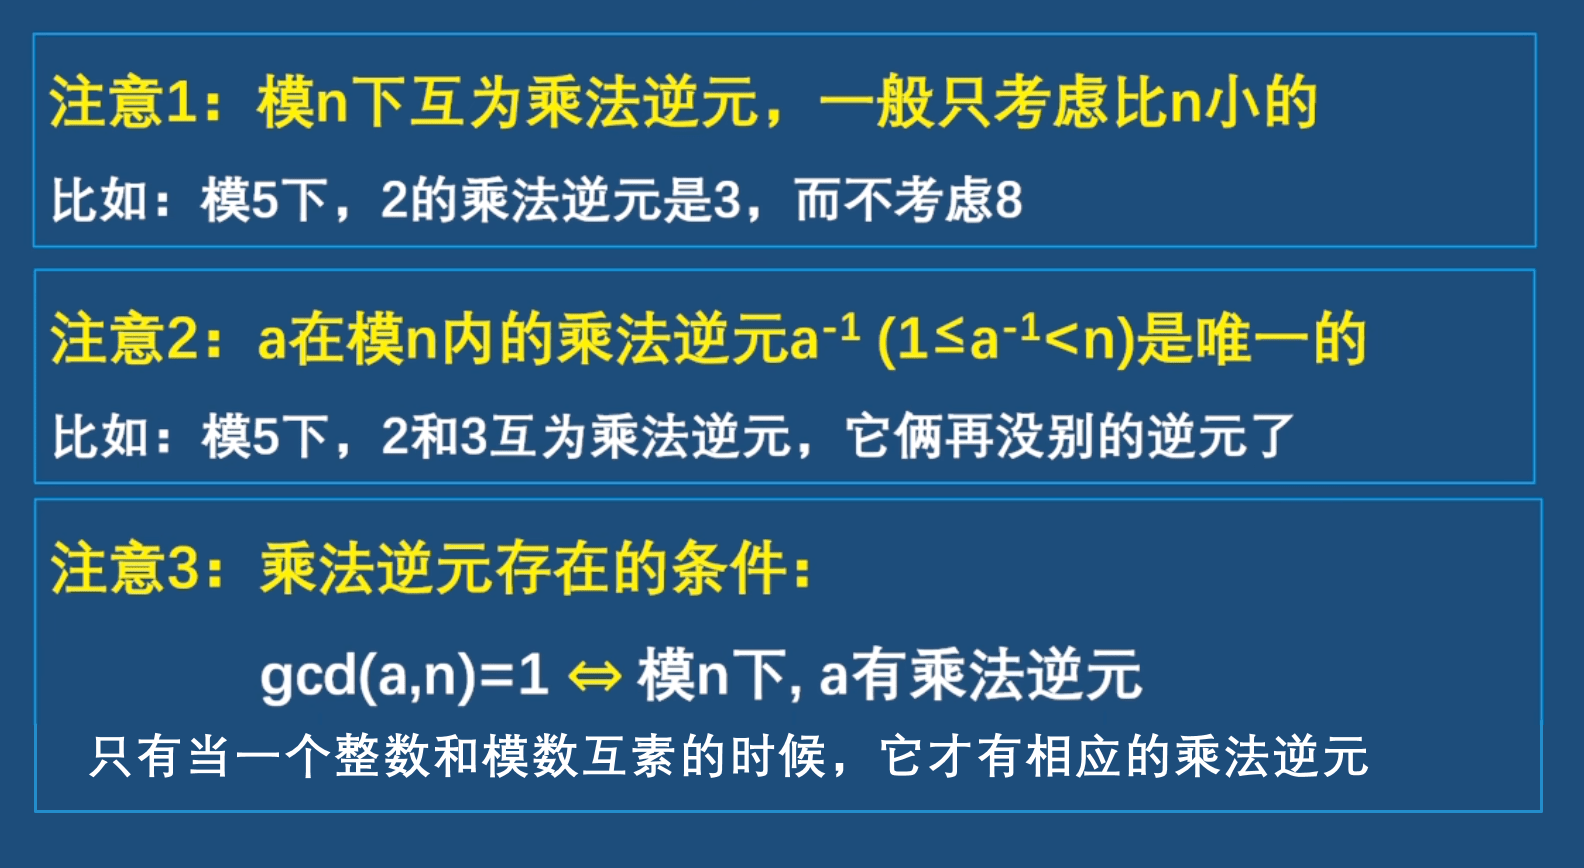 注意1：模n下互为乘法逆元，一般只考虑比n小的
比如：模5下，2的乘法逆元是3，而不考虑8
注意2：a在模n内的乘法逆元a⁻¹ (1≤a⁻¹<n)是唯一的
比如：模5下，2和3互为乘法逆元，它俩再没别的逆元了
注意3：乘法逆元存在的条件：
gcd(a,n)=1 ⇔ 模n下, a有乘法逆元
只有当一个整数和模数互素的时候，它才有相应的乘法逆元